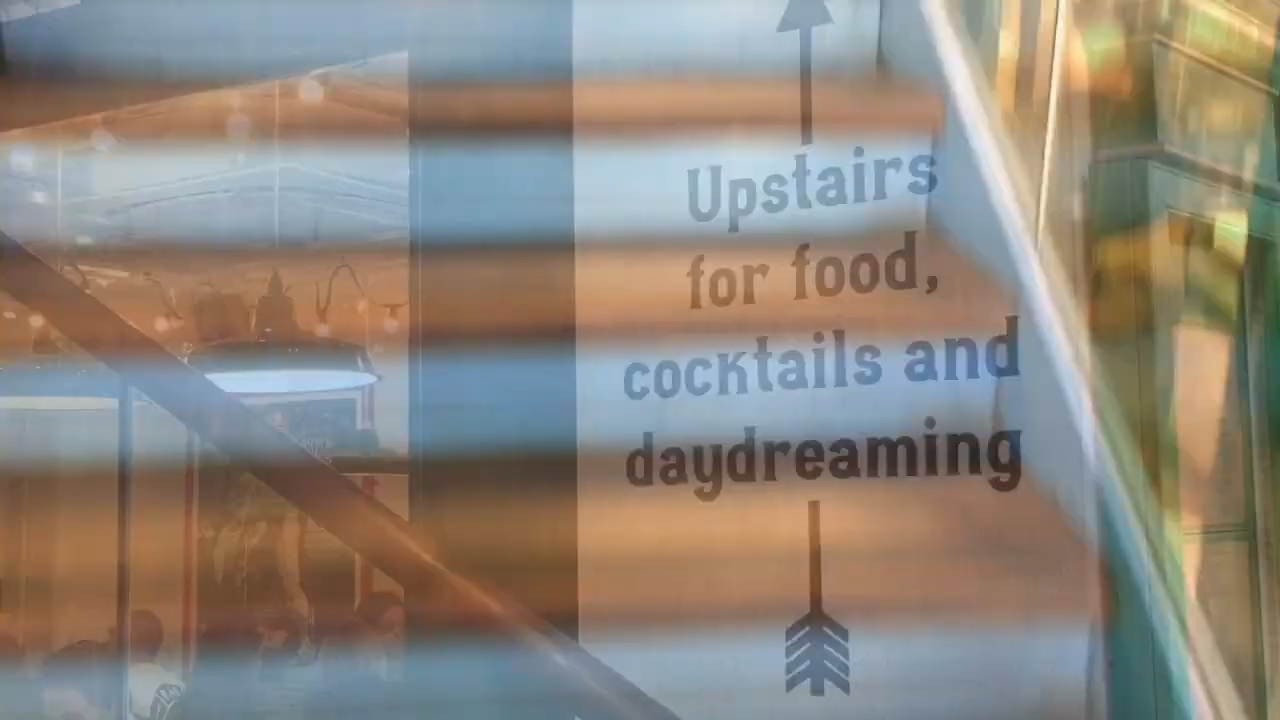 Upstairs
for food,
cocktails and
daydreaming